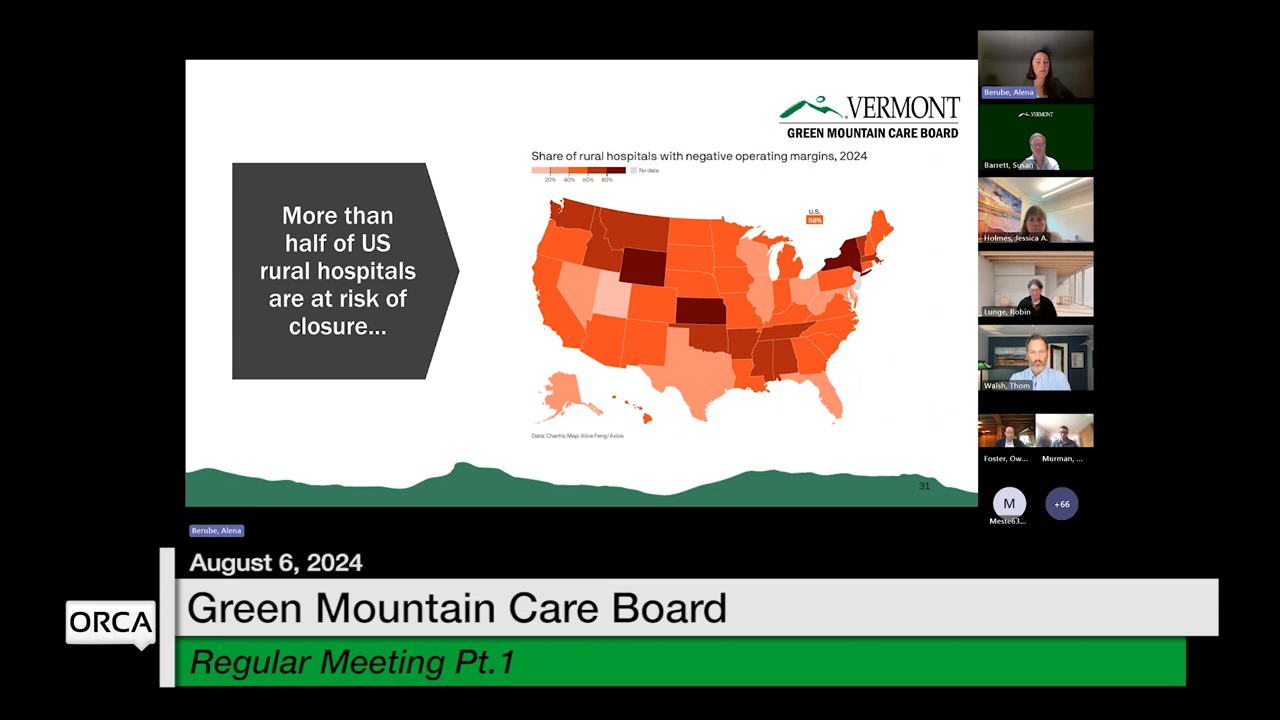 VERMONT
GREEN MOUNTAIN CARE BOARD
Share of rural hospitals with negative operating margins, 2024
20% 40% 60% 80% No data
U.S.
50%
More than
half of US
rural hospitals
are at risk of
closure...
Data: Chartis; Map: Alice Feng/Axios
31
Berube, Alena
VERMONT
Barrett, Susan
Holmes, Jessica A.
Lunge, Robin
Walsh, Thom
Foster, Ow... Murman, ...
M +66
Meste63...
Berube, Alena
August 6, 2024
ORCA
Green Mountain Care Board
Regular Meeting Pt.1